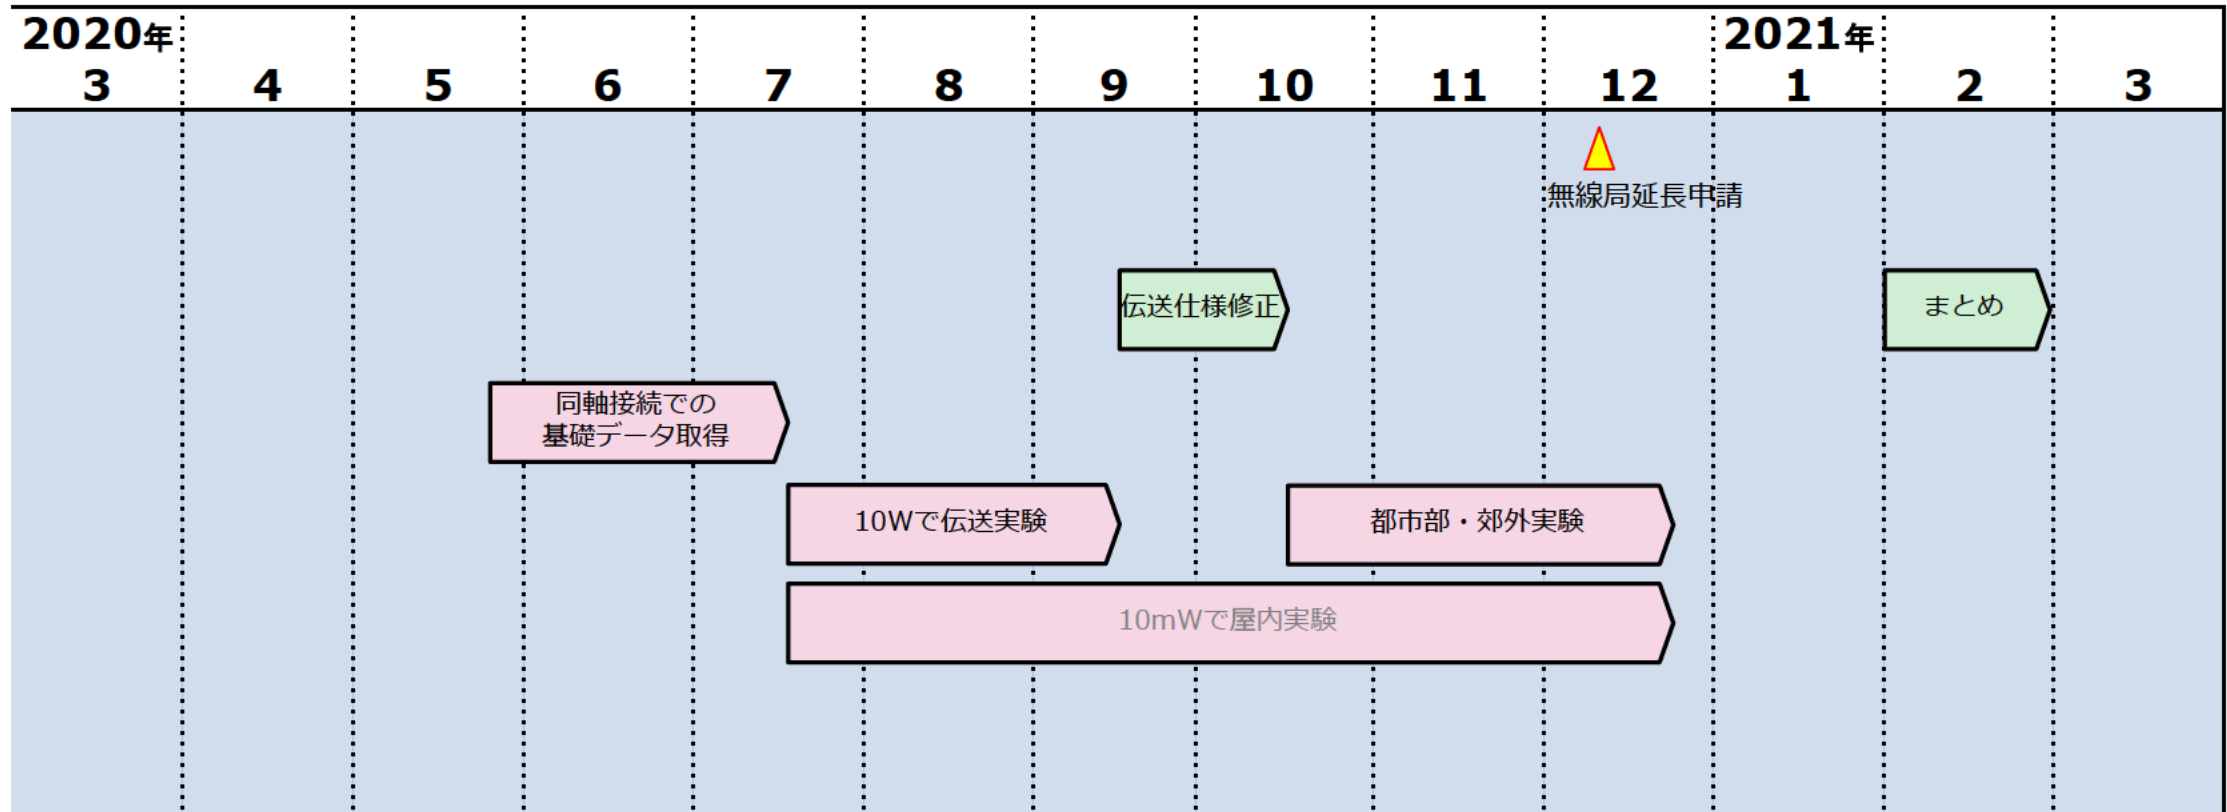 2020年 2021年
3 4 5 6 7 8 9 10 11 12 1 2 3
無線局延長申請
伝送仕様修正 まとめ
同軸接続での
基礎データ取得
10Wで伝送実験 都市部・郊外実験
10mWで屋内実験